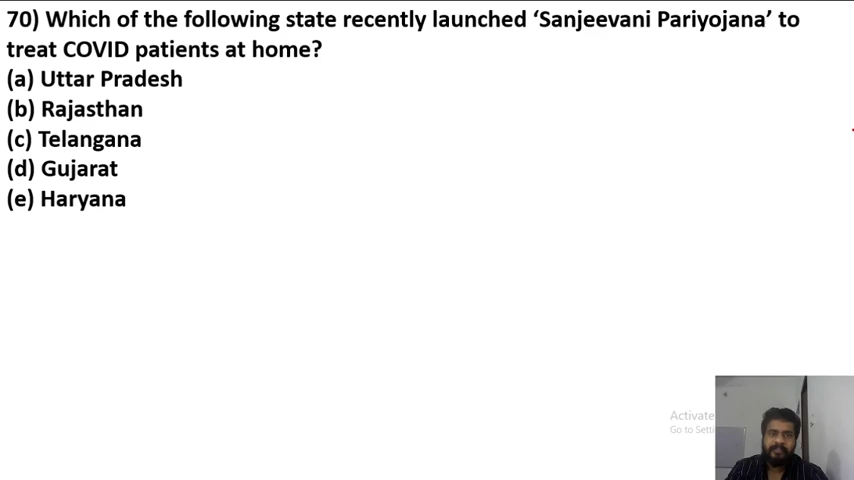 70) Which of the following state recently launched ‘Sanjeevani Pariyojana’ to
treat COVID patients at home?
(a) Uttar Pradesh
(b) Rajasthan
(c) Telangana
(d) Gujarat
(e) Haryana
Activate
Go to